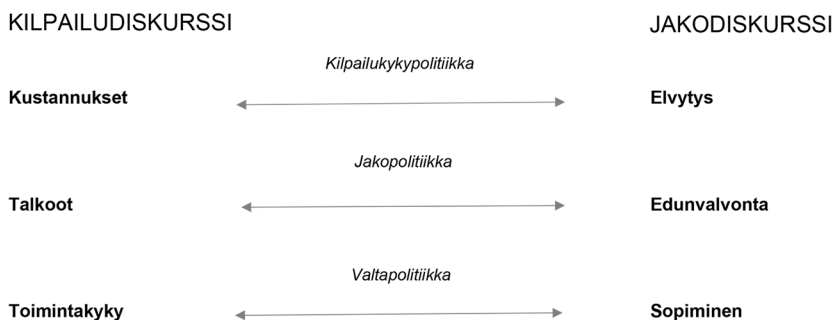 KILPAILUDISKURSSI JAKODISKURSSI
Kilpailukykypolitiikka
Kustannukset Elvytys
Jakopolitiikka
Talkoot Edunvalvonta
Valtapolitiikka
Toimintakyky Sopiminen